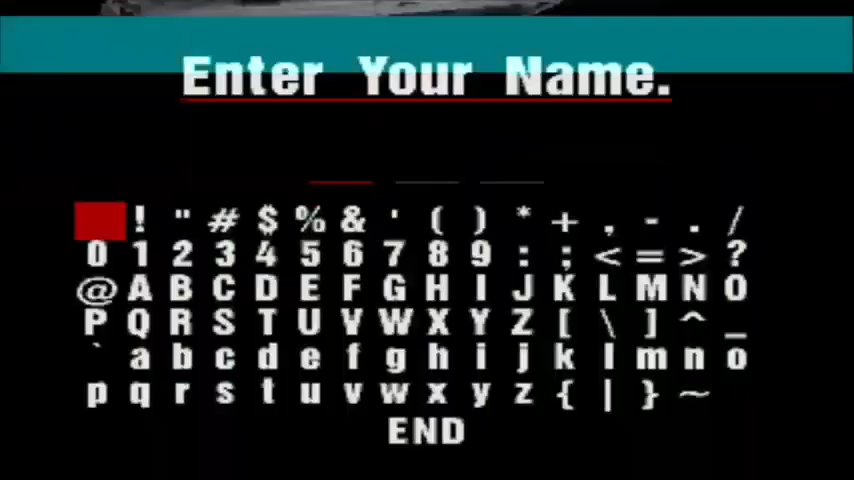 Enter Your Name.
! " # $ % & ' ( ) * + , - . /
0 1 2 3 4 5 6 7 8 9 : ; < = > ?
@ A B C D E F G H I J K L M N O
P Q R S T U V W X Y Z [ \ ] ^ _
` a b c d e f g h i j k l m n o
p q r s t u v w x y z { | } ~
END